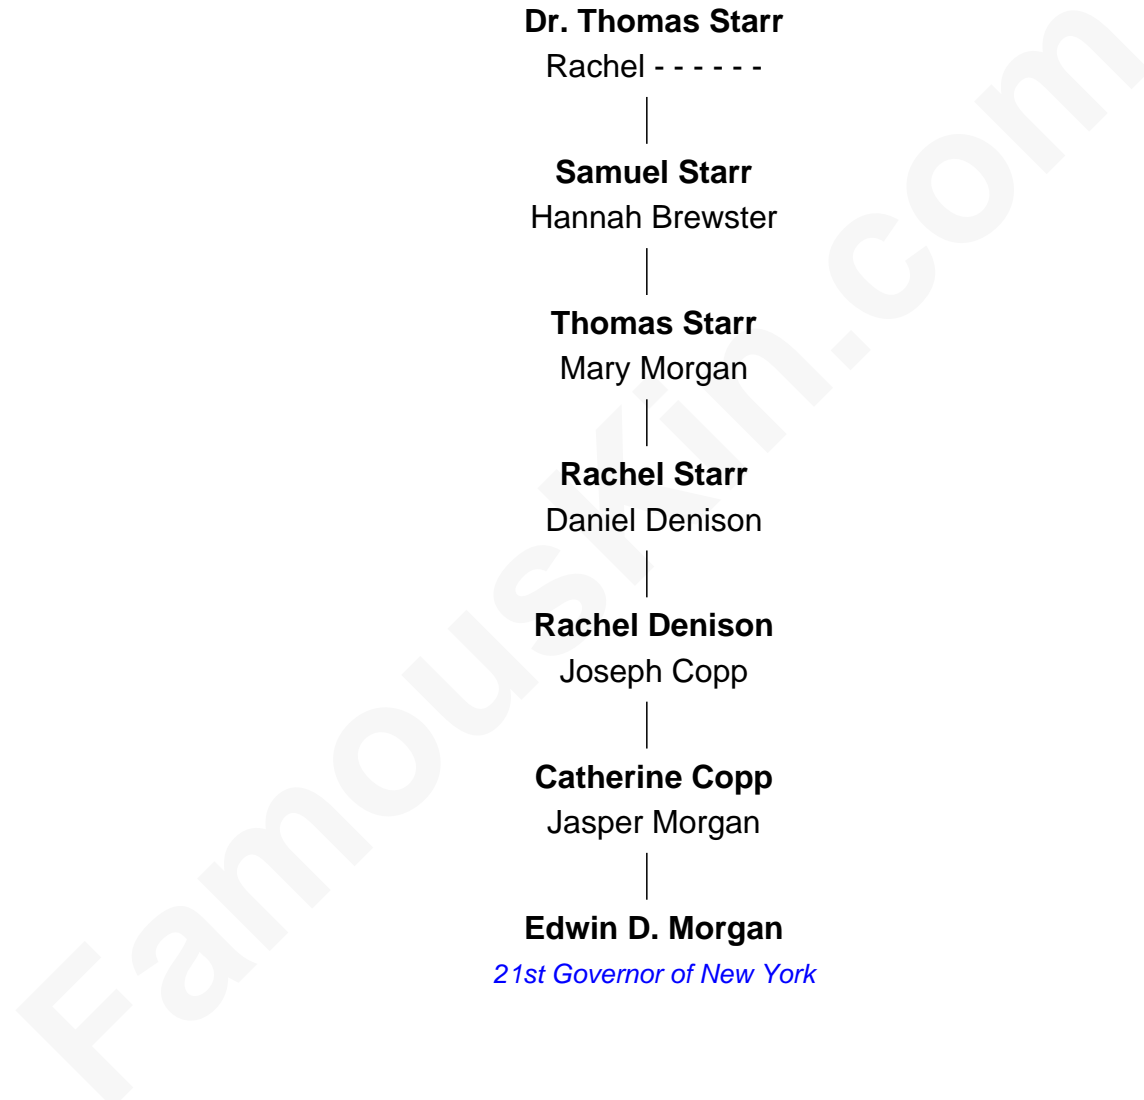 Dr. Thomas Starr
Rachel - - - - - -
Samuel Starr
Hannah Brewster
Thomas Starr
Mary Morgan
Rachel Starr
Daniel Denison
Rachel Denison
Joseph Copp
Catherine Copp
Jasper Morgan
Edwin D. Morgan
21st Governor of New York
FamousKin.com